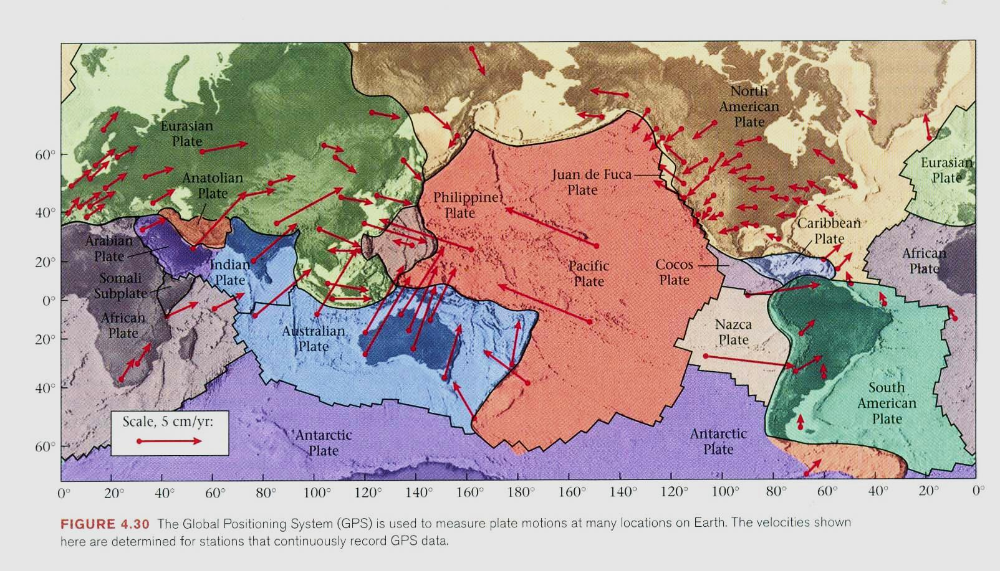 North
American
Plate
Eurasian
Plate
Eurasian
Plate
Anatolian
Plate
Juan de Fuca
Plate
Philippine
Plate
Caribbean
Plate
Arabian
Plate
Indian
Plate
Pacific
Plate
Cocos
Plate
African
Plate
Somali
Subplate
African
Plate
Australian
Plate
Nazca
Plate
South
American
Plate
Antarctic
Plate
Antarctic
Plate
Scale, 5 cm/yr:
60°
40°
20°
0°
20°
40°
60°
0° 20° 40° 60° 80° 100° 120° 140° 160° 180° 160° 140° 120° 100° 80° 60° 40° 20° 0°
FIGURE 4.30 The Global Positioning System (GPS) is used to measure plate motions at many locations on Earth. The velocities shown
here are determined for stations that continuously record GPS data.